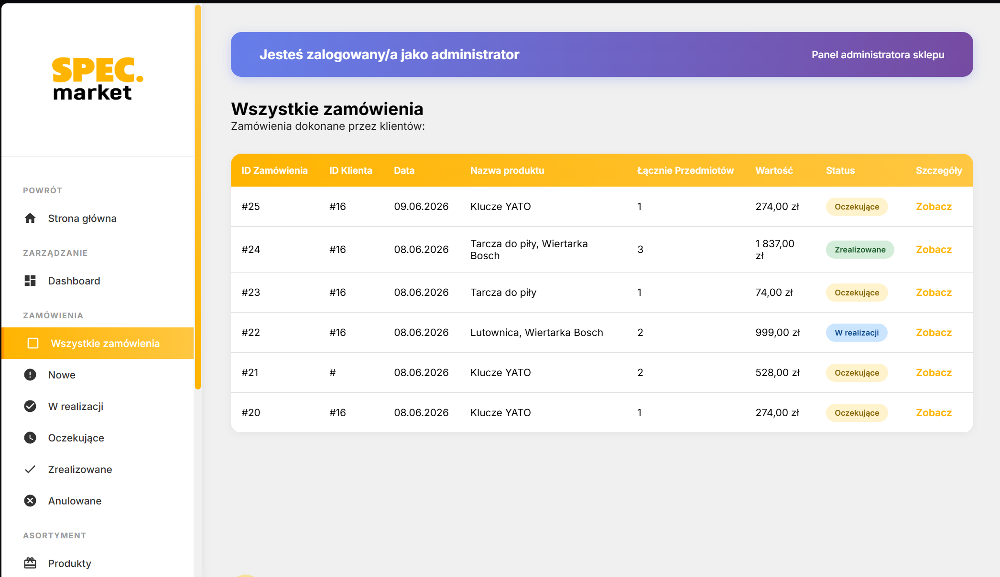 SPEC.
market
POWRÓT
Strona główna
ZARZĄDZANIE
Dashboard
ZAMÓWIENIA
Wszystkie zamówienia
Nowe
W realizacji
Oczekujące
Zrealizowane
Anulowane
ASORTYMENT
Produkty
Jesteś zalogowany/a jako administrator
Panel administratora sklepu
Wszystkie zamówienia
Zamówienia dokonane przez klientów:
ID Zamówienia ID Klienta Data Nazwa produktu Łącznie Przedmiotów Wartość Status Szczegóły
#25 #16 09.06.2026 Klucze YATO 1 274,00 zł Oczekujące Zobacz
#24 #16 08.06.2026 Tarcza do piły, Wiertarka Bosch 3 1 837,00 zł Zrealizowane Zobacz
#23 #16 08.06.2026 Tarcza do piły 1 74,00 zł Oczekujące Zobacz
#22 #16 08.06.2026 Lutownica, Wiertarka Bosch 2 999,00 zł W realizacji Zobacz
#21 # 08.06.2026 Klucze YATO 2 528,00 zł Oczekujące Zobacz
#20 #16 08.06.2026 Klucze YATO 1 274,00 zł Oczekujące Zobacz